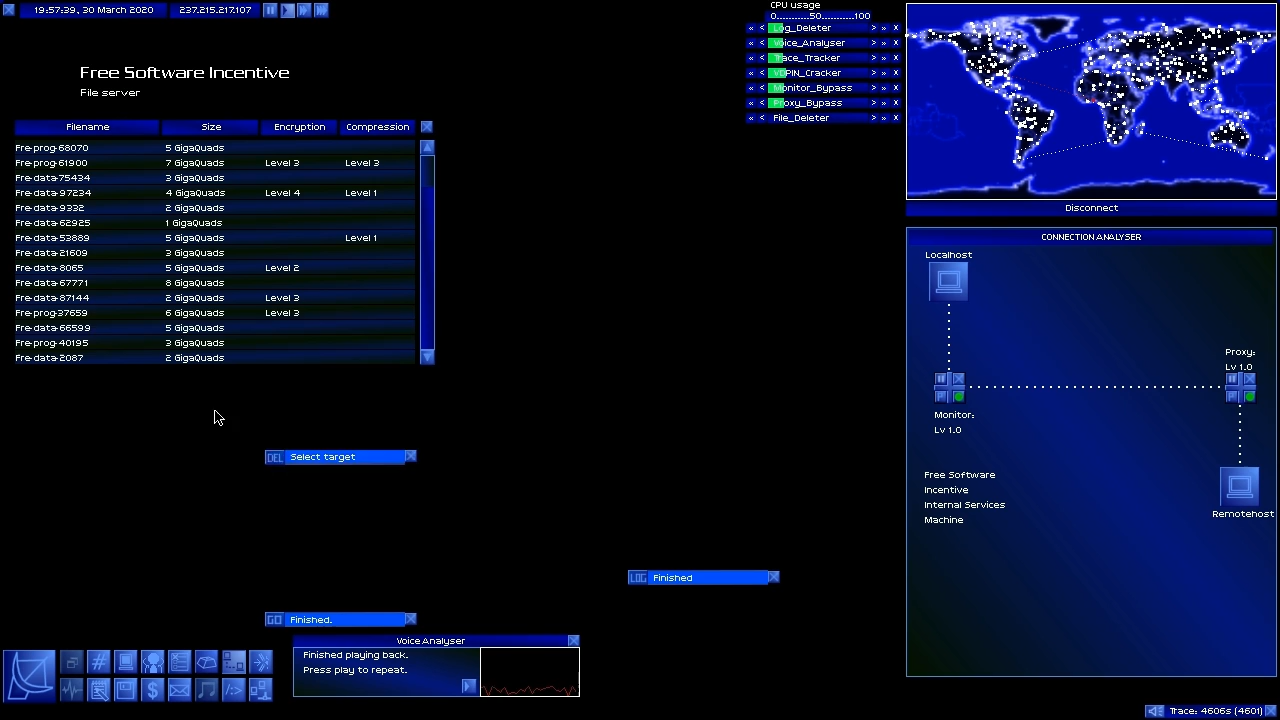 19:57:39, 30 March 2020
237.215.217.107
CPU usage
0...........50...........100
« < Log_Deleter > » x
« < Voice_Analyser > » x
« < Trace_Tracker > » x
« < VDPIN_Cracker > » x
« < Monitor_Bypass > » x
« < Proxy_Bypass > » x
« < File_Deleter > » x
Free Software Incentive
File server
Filename Size Encryption Compression
Fre-prog-68070 5 GigaQuads
Fre-prog-61900 7 GigaQuads Level 3 Level 3
Fre-data-75434 3 GigaQuads
Fre-data-97234 4 GigaQuads Level 4 Level 1
Fre-data-9332 2 GigaQuads
Fre-data-62925 1 GigaQuads
Fre-data-53889 5 GigaQuads Level 1
Fre-data-21609 3 GigaQuads
Fre-data-8065 5 GigaQuads Level 2
Fre-data-67771 8 GigaQuads
Fre-data-87144 2 GigaQuads Level 3
Fre-prog-37659 6 GigaQuads Level 3
Fre-data-66599 5 GigaQuads
Fre-prog-40195 3 GigaQuads
Fre-data-2087 2 GigaQuads
Disconnect
CONNECTION ANALYSER
Localhost
Proxy:
Lv 1.0
Monitor:
Lv 1.0
Free Software
Incentive
Internal Services
Machine
Remotehost
DEL Select target
LOG Finished
GO Finished.
Voice Analyser
Finished playing back.
Press play to repeat.
Trace: 4606s (4601)